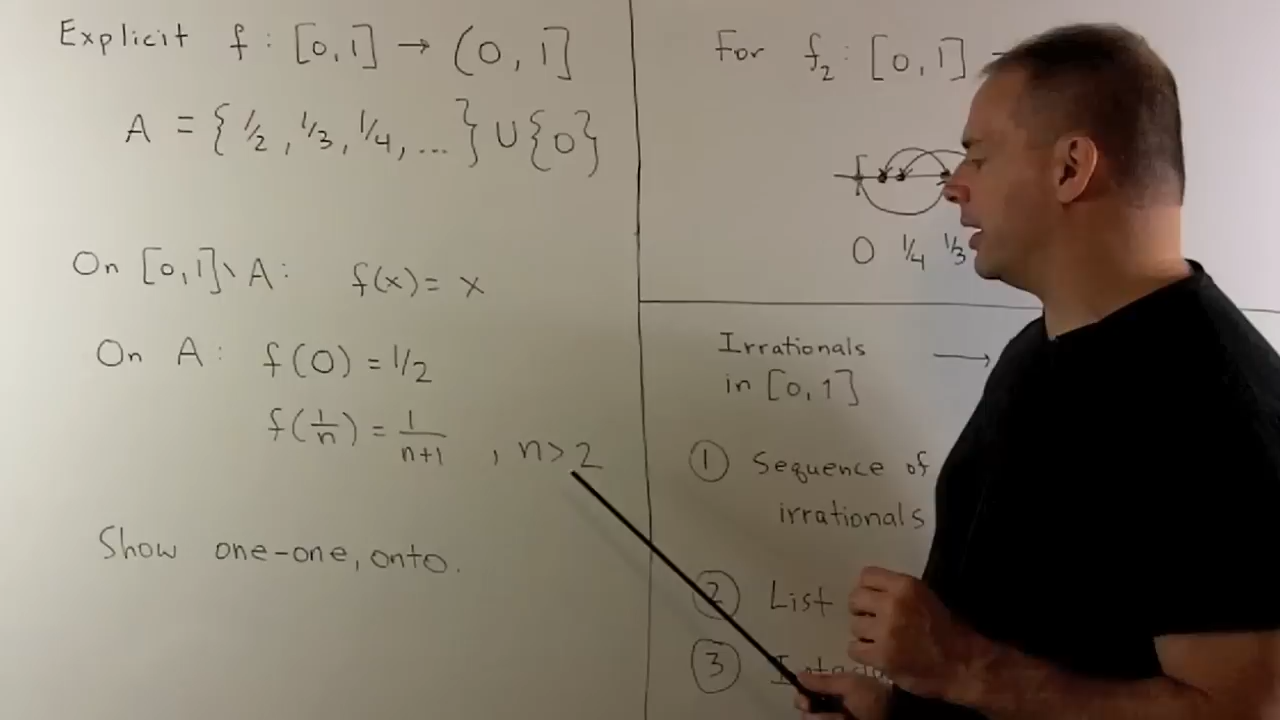 Explicit f : [0,1] → (0,1]
A = { 1/2, 1/3, 1/4, ... } ∪ {0}
On [0,1] \ A : f(x) = x
On A : f(0) = 1/2
f(1/n) = 1/(n+1) , n > 2
Show one-one, onto.
For f₂ : [0,1]
0 1/4 1/3
Irrationals →
in [0,1]
① Sequence of
irrationals
② List
③